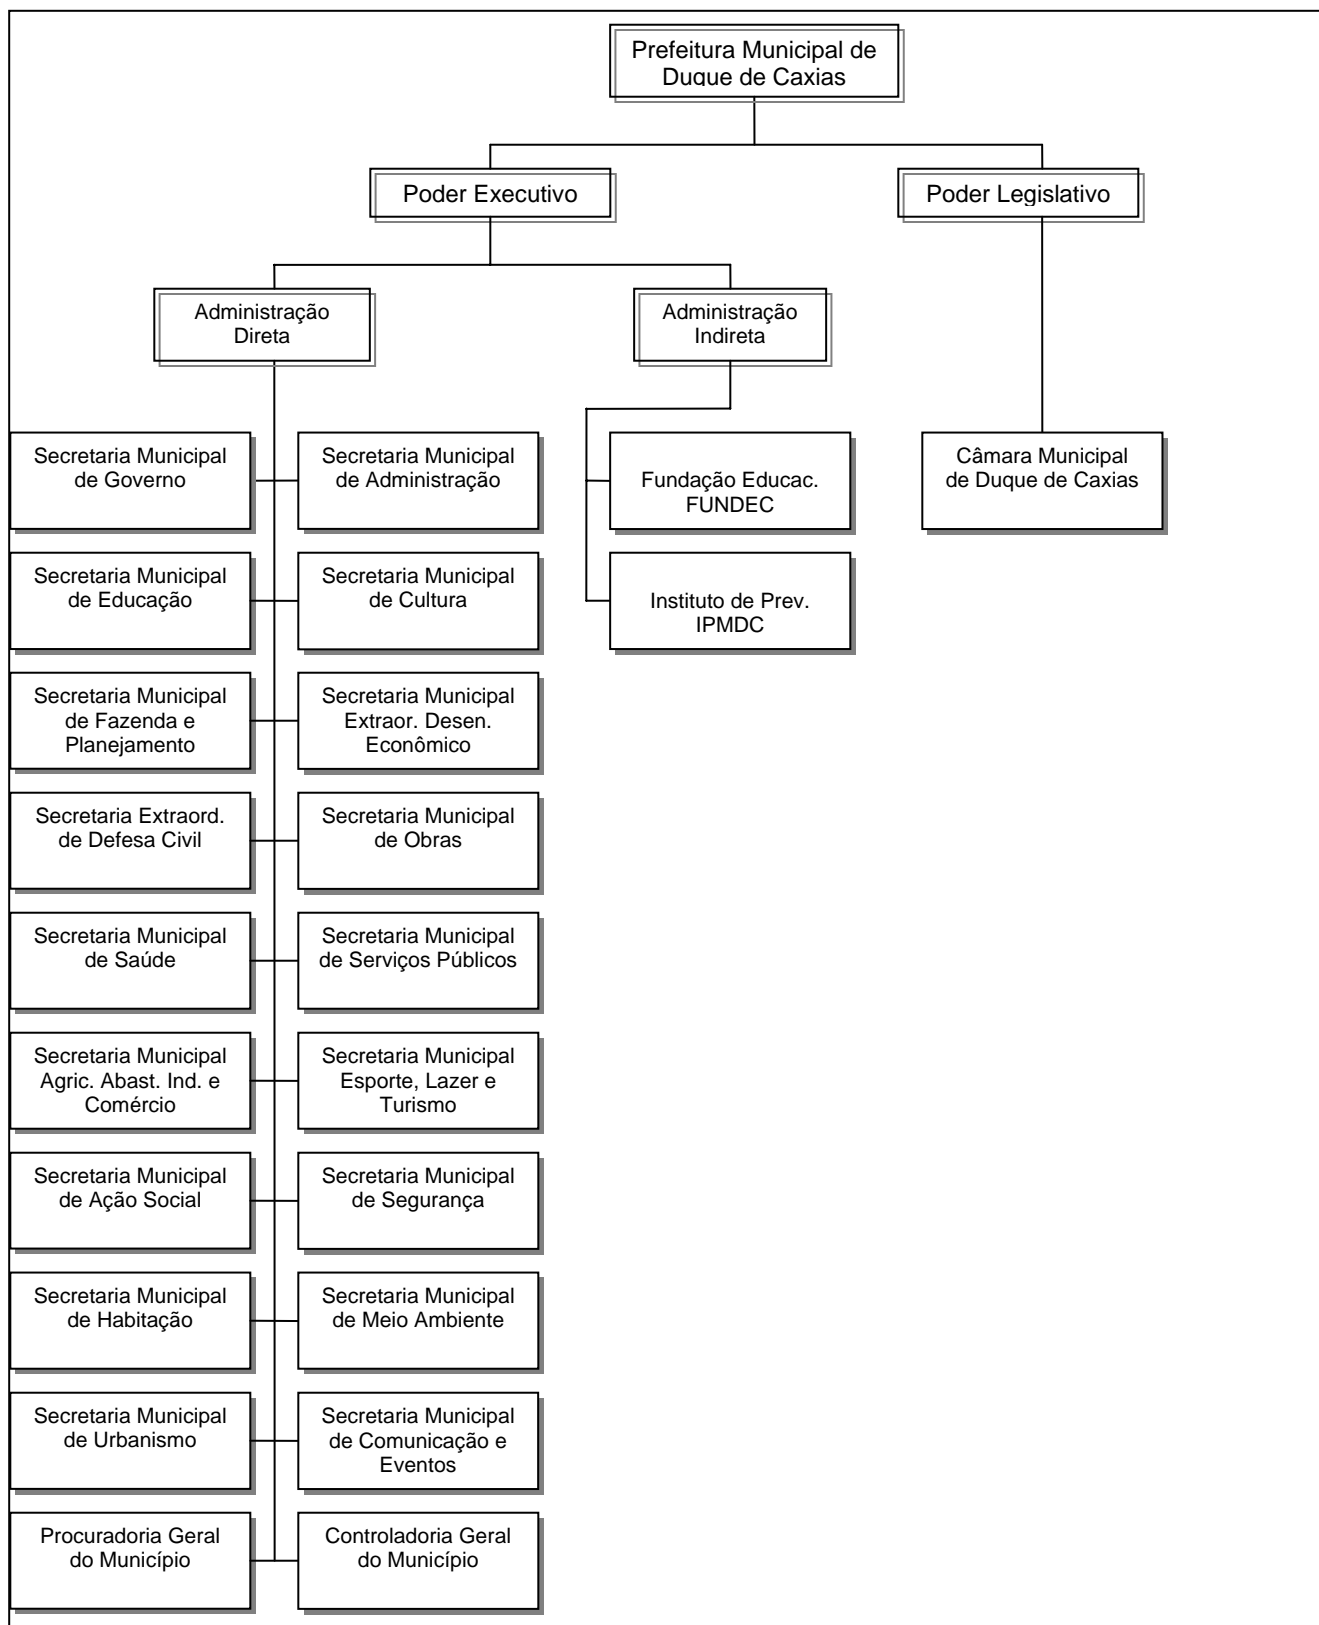 Prefeitura Municipal de
Duque de Caxias
Poder Executivo
Poder Legislativo
Administração
Direta
Administração
Indireta
Secretaria Municipal
de Governo
Secretaria Municipal
de Administração
Fundação Educac.
FUNDEC
Câmara Municipal
de Duque de Caxias
Secretaria Municipal
de Educação
Secretaria Municipal
de Cultura
Instituto de Prev.
IPMDC
Secretaria Municipal
de Fazenda e
Planejamento
Secretaria Municipal
Extraor. Desen.
Econômico
Secretaria Extraord.
de Defesa Civil
Secretaria Municipal
de Obras
Secretaria Municipal
de Saúde
Secretaria Municipal
de Serviços Públicos
Secretaria Municipal
Agric. Abast. Ind. e
Comércio
Secretaria Municipal
Esporte, Lazer e
Turismo
Secretaria Municipal
de Ação Social
Secretaria Municipal
de Segurança
Secretaria Municipal
de Habitação
Secretaria Municipal
de Meio Ambiente
Secretaria Municipal
de Urbanismo
Secretaria Municipal
de Comunicação e
Eventos
Procuradoria Geral
do Município
Controladoria Geral
do Município